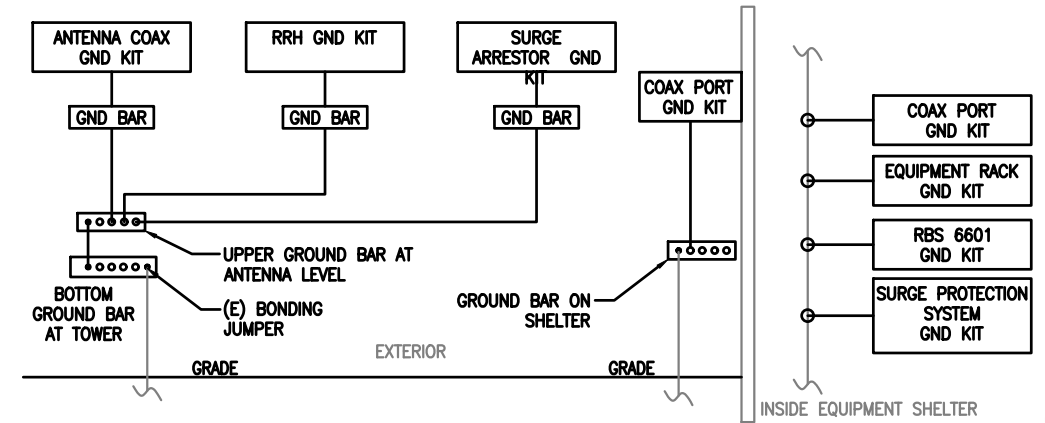 ANTENNA COAX
GND KIT
RRH GND KIT
SURGE
ARRESTOR GND
KIT
COAX PORT
GND KIT
GND BAR
GND BAR
GND BAR
COAX PORT
GND KIT
EQUIPMENT RACK
GND KIT
RBS 6601
GND KIT
SURGE PROTECTION
SYSTEM
GND KIT
UPPER GROUND BAR AT
ANTENNA LEVEL
BOTTOM
GROUND BAR
AT TOWER
(E) BONDING
JUMPER
GROUND BAR ON
SHELTER
EXTERIOR
GRADE
GRADE
INSIDE EQUIPMENT SHELTER